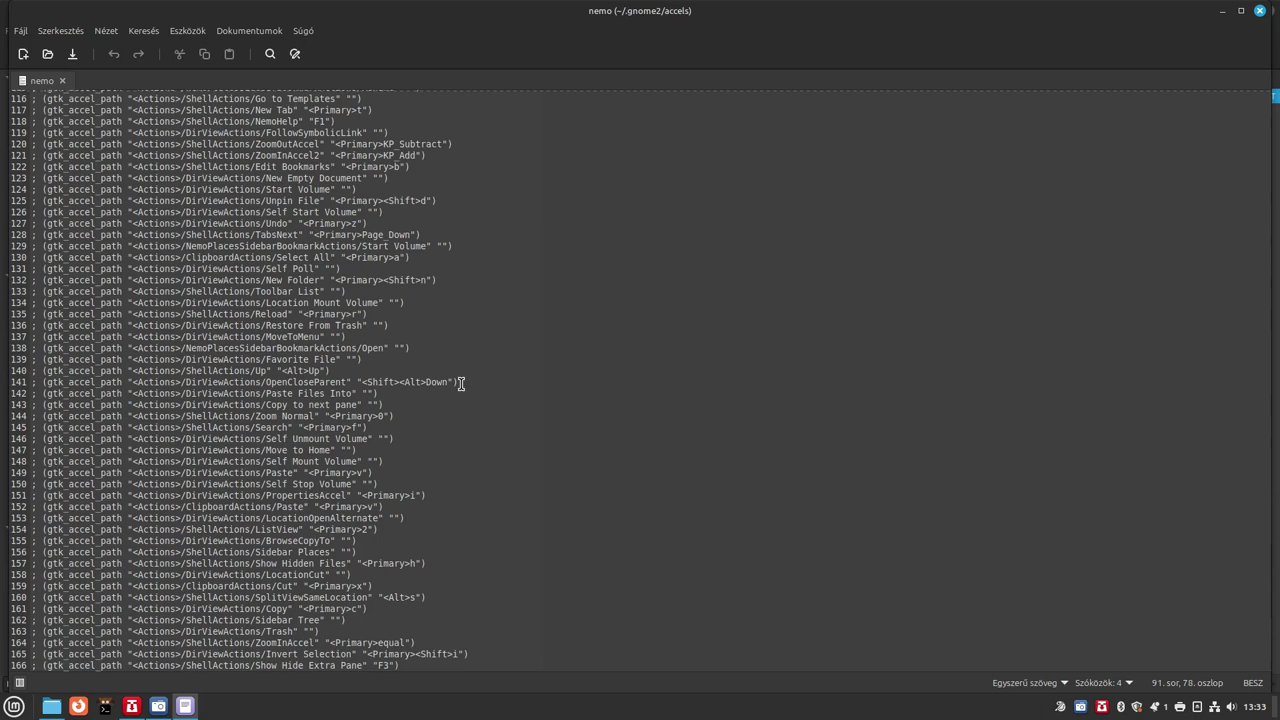 nemo (~/.gnome2/accels)
Fájl Szerkesztés Nézet Keresés Eszközök Dokumentumok Súgó
nemo
116 ; (gtk_accel_path "<Actions>/ShellActions/Go to Templates" "")
117 ; (gtk_accel_path "<Actions>/ShellActions/New Tab" "<Primary>t")
118 ; (gtk_accel_path "<Actions>/ShellActions/NemoHelp" "F1")
119 ; (gtk_accel_path "<Actions>/DirViewActions/FollowSymbolicLink" "")
120 ; (gtk_accel_path "<Actions>/ShellActions/ZoomOutAccel" "<Primary>KP_Subtract")
121 ; (gtk_accel_path "<Actions>/ShellActions/ZoomInAccel2" "<Primary>KP_Add")
122 ; (gtk_accel_path "<Actions>/ShellActions/Edit Bookmarks" "<Primary>b")
123 ; (gtk_accel_path "<Actions>/DirViewActions/New Empty Document" "")
124 ; (gtk_accel_path "<Actions>/DirViewActions/Start Volume" "")
125 ; (gtk_accel_path "<Actions>/DirViewActions/Unpin File" "<Primary><Shift>d")
126 ; (gtk_accel_path "<Actions>/DirViewActions/Self Start Volume" "")
127 ; (gtk_accel_path "<Actions>/DirViewActions/Undo" "<Primary>z")
128 ; (gtk_accel_path "<Actions>/ShellActions/TabsNext" "<Primary>Page_Down")
129 ; (gtk_accel_path "<Actions>/NemoPlacesSidebarBookmarkActions/Start Volume" "")
130 ; (gtk_accel_path "<Actions>/ClipboardActions/Select All" "<Primary>a")
131 ; (gtk_accel_path "<Actions>/DirViewActions/Self Poll" "")
132 ; (gtk_accel_path "<Actions>/DirViewActions/New Folder" "<Primary><Shift>n")
133 ; (gtk_accel_path "<Actions>/ShellActions/Toolbar List" "")
134 ; (gtk_accel_path "<Actions>/DirViewActions/Location Mount Volume" "")
135 ; (gtk_accel_path "<Actions>/ShellActions/Reload" "<Primary>r")
136 ; (gtk_accel_path "<Actions>/DirViewActions/Restore From Trash" "")
137 ; (gtk_accel_path "<Actions>/DirViewActions/MoveToMenu" "")
138 ; (gtk_accel_path "<Actions>/NemoPlacesSidebarBookmarkActions/Open" "")
139 ; (gtk_accel_path "<Actions>/DirViewActions/Favorite File" "")
140 ; (gtk_accel_path "<Actions>/ShellActions/Up" "<Alt>Up")
141 ; (gtk_accel_path "<Actions>/DirViewActions/OpenCloseParent" "<Shift><Alt>Down")
142 ; (gtk_accel_path "<Actions>/DirViewActions/Paste Files Into" "")
143 ; (gtk_accel_path "<Actions>/DirViewActions/Copy to next pane" "")
144 ; (gtk_accel_path "<Actions>/ShellActions/Zoom Normal" "<Primary>0")
145 ; (gtk_accel_path "<Actions>/ShellActions/Search" "<Primary>f")
146 ; (gtk_accel_path "<Actions>/DirViewActions/Self Unmount Volume" "")
147 ; (gtk_accel_path "<Actions>/DirViewActions/Move to Home" "")
148 ; (gtk_accel_path "<Actions>/DirViewActions/Self Mount Volume" "")
149 ; (gtk_accel_path "<Actions>/DirViewActions/Paste" "<Primary>v")
150 ; (gtk_accel_path "<Actions>/DirViewActions/Self Stop Volume" "")
151 ; (gtk_accel_path "<Actions>/DirViewActions/PropertiesAccel" "<Primary>i")
152 ; (gtk_accel_path "<Actions>/ClipboardActions/Paste" "<Primary>v")
153 ; (gtk_accel_path "<Actions>/DirViewActions/LocationOpenAlternate" "")
154 ; (gtk_accel_path "<Actions>/ShellActions/ListView" "<Primary>2")
155 ; (gtk_accel_path "<Actions>/DirViewActions/BrowseCopyTo" "")
156 ; (gtk_accel_path "<Actions>/ShellActions/Sidebar Places" "")
157 ; (gtk_accel_path "<Actions>/ShellActions/Show Hidden Files" "<Primary>h")
158 ; (gtk_accel_path "<Actions>/DirViewActions/LocationCut" "")
159 ; (gtk_accel_path "<Actions>/ClipboardActions/Cut" "<Primary>x")
160 ; (gtk_accel_path "<Actions>/ShellActions/SplitViewSameLocation" "<Alt>s")
161 ; (gtk_accel_path "<Actions>/DirViewActions/Copy" "<Primary>c")
162 ; (gtk_accel_path "<Actions>/ShellActions/Sidebar Tree" "")
163 ; (gtk_accel_path "<Actions>/DirViewActions/Trash" "")
164 ; (gtk_accel_path "<Actions>/ShellActions/ZoomInAccel" "<Primary>equal")
165 ; (gtk_accel_path "<Actions>/DirViewActions/Invert Selection" "<Primary><Shift>i")
166 ; (gtk_accel_path "<Actions>/ShellActions/Show Hide Extra Pane" "F3")
Egyszerű szöveg Szóközök: 4 91. sor, 78. oszlop BESZ
1 13:33